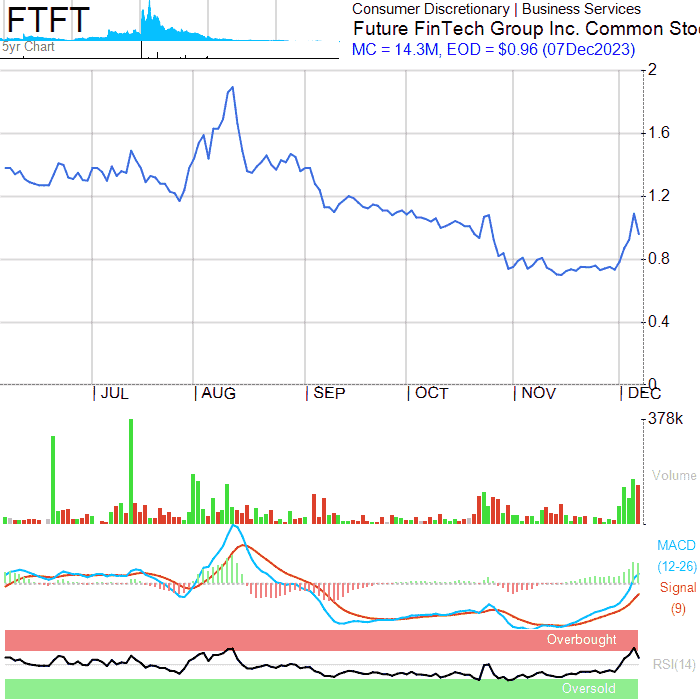 FTFT
5yr Chart
Consumer Discretionary | Business Services
Future FinTech Group Inc. Common Sto
MC = 14.3M, EOD = $0.96 (07Dec2023)
2
1.6
1.2
0.8
0.4
0
JUL AUG SEP OCT NOV DEC
378k
Volume
MACD
(12-26)
Signal
(9)
Overbought
RSI(14)
Oversold